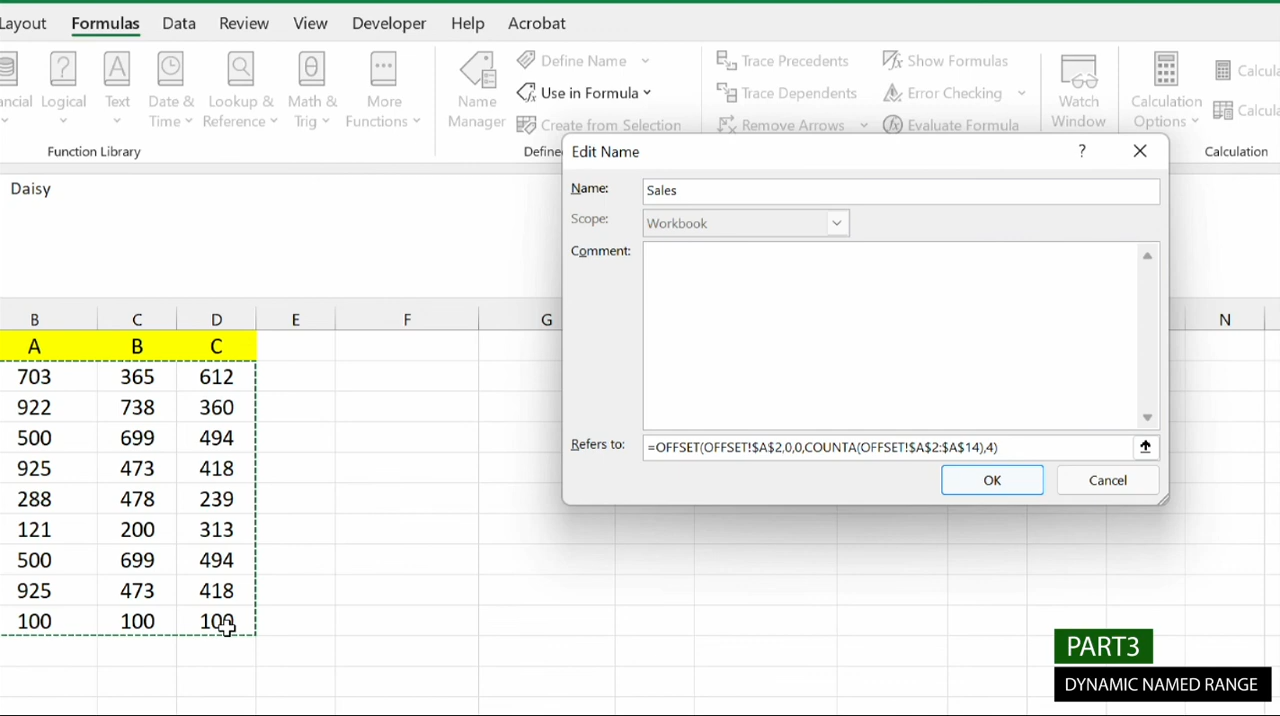 Layout Formulas Data Review View Developer Help Acrobat
ancial Logical Text Date & Time Lookup & Reference Math & Trig More Functions
Function Library
Name Manager
Define Name
Use in Formula
Create from Selection
Define
Trace Precedents
Trace Dependents
Remove Arrows
Show Formulas
Error Checking
Evaluate Formula
Watch Window
Calculation Options
Calcula
Calcula
Calculation
Daisy
Edit Name ?
Name: Sales
Scope: Workbook
Comment:
Refers to: =OFFSET(OFFSET!$A$2,0,0,COUNTA(OFFSET!$A$2:$A$14),4)
OK Cancel
B C D E F G N
A B C
703 365 612
922 738 360
500 699 494
925 473 418
288 478 239
121 200 313
500 699 494
925 473 418
100 100 100
PART3
DYNAMIC NAMED RANGE